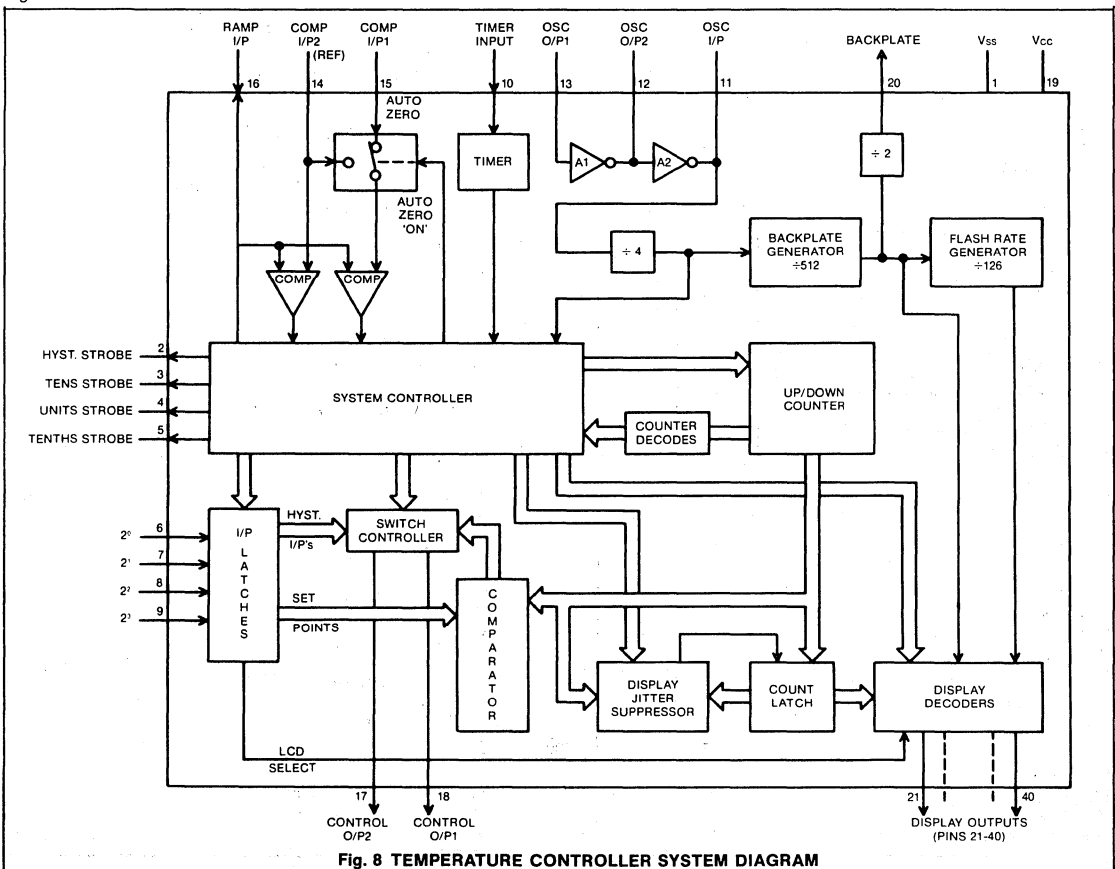 RAMP I/P
COMP I/P2 (REF)
COMP I/P1
TIMER INPUT
OSC O/P1
OSC O/P2
OSC I/P
BACKPLATE
Vss
Vcc
16
14
15
10
13
12
11
20
1
19
AUTO ZERO
TIMER
A1
A2
÷ 2
AUTO ZERO 'ON'
÷ 4
BACKPLATE GENERATOR ÷512
FLASH RATE GENERATOR ÷126
COMP
COMP
HYST. STROBE
2
TENS STROBE
3
UNITS STROBE
4
TENTHS STROBE
5
SYSTEM CONTROLLER
COUNTER DECODES
UP/DOWN COUNTER
2⁰
6
2¹
7
2²
8
2³
9
I/P LATCHES
HYST. I/P's
SWITCH CONTROLLER
SET POINTS
COMPARATOR
DISPLAY JITTER SUPPRESSOR
COUNT LATCH
DISPLAY DECODERS
LCD SELECT
17
18
21
40
CONTROL O/P2
CONTROL O/P1
DISPLAY OUTPUTS (PINS 21-40)
Fig. 8 TEMPERATURE CONTROLLER SYSTEM DIAGRAM